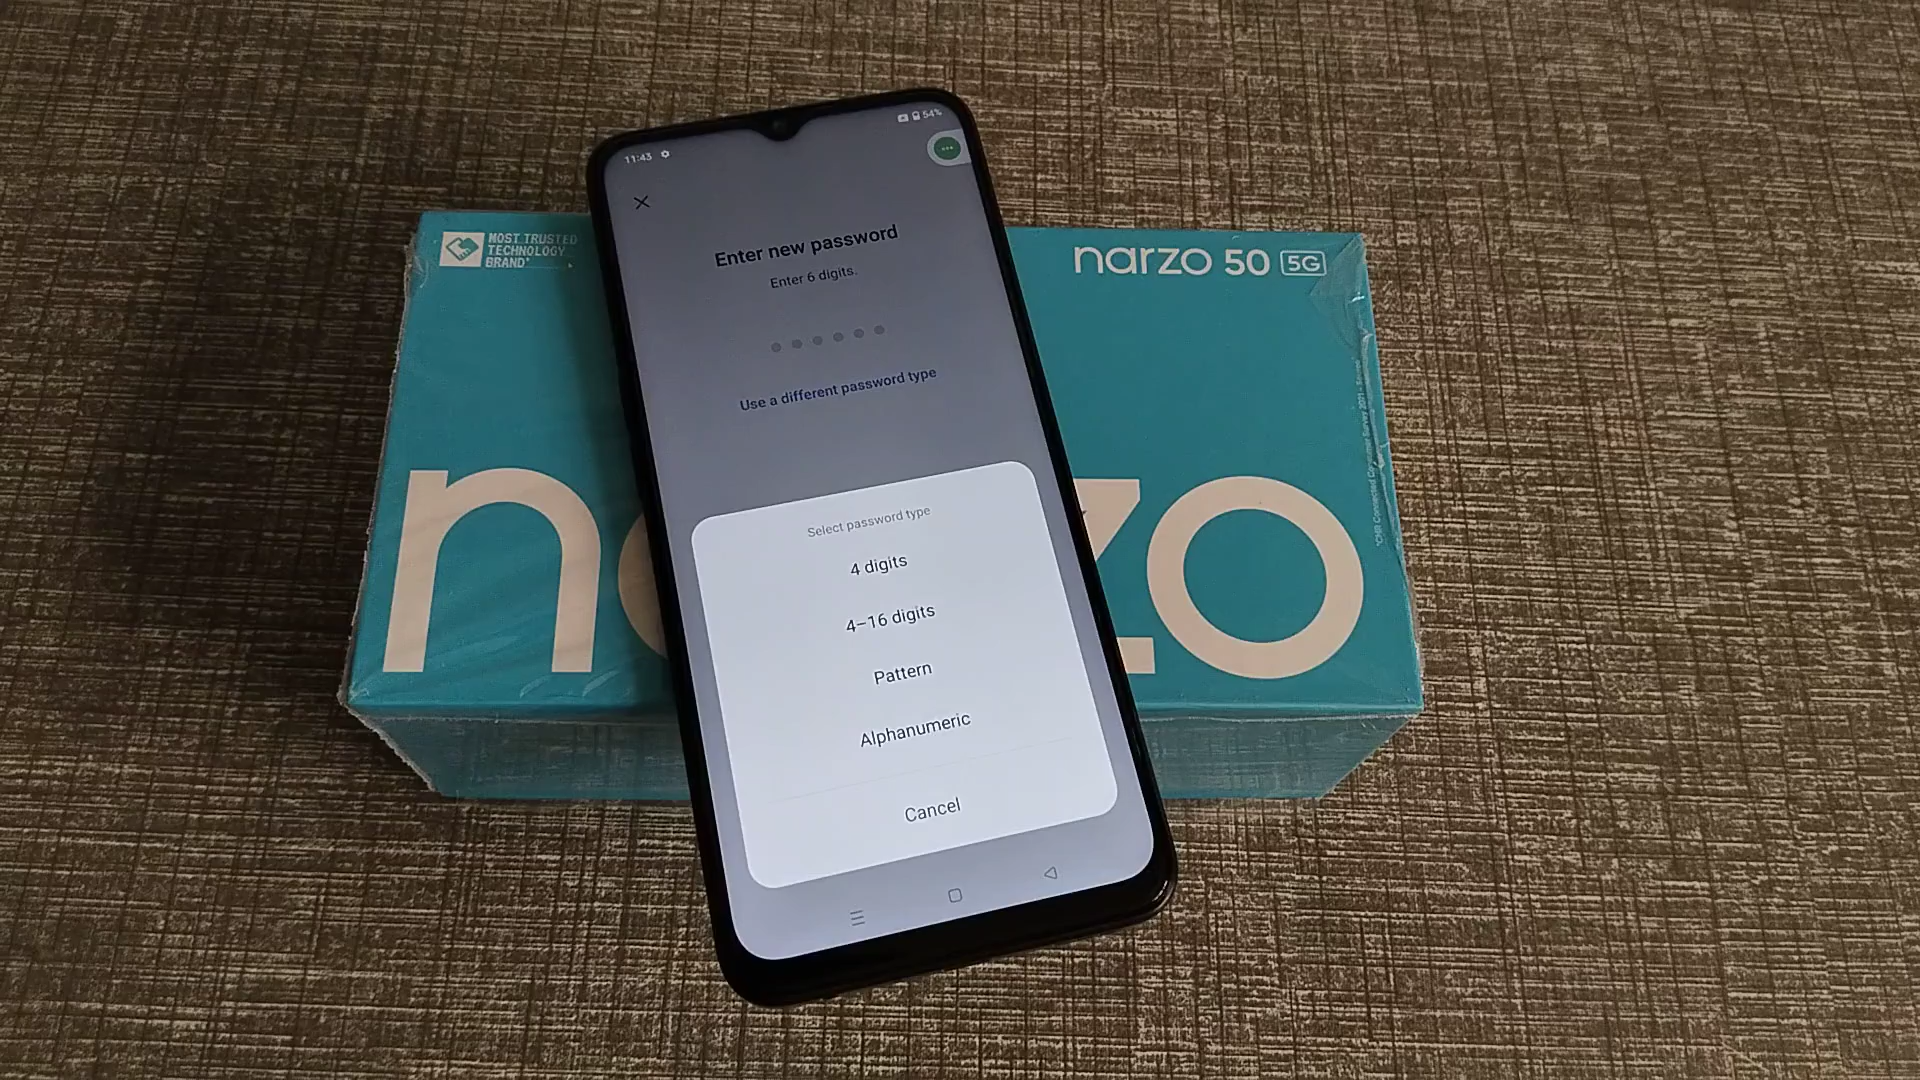 MOST TRUSTED
TECHNOLOGY
BRAND*
narzo 50 5G
11:43
54%
Enter new password
Enter 6 digits.
Use a different password type
Select password type
4 digits
4–16 digits
Pattern
Alphanumeric
Cancel